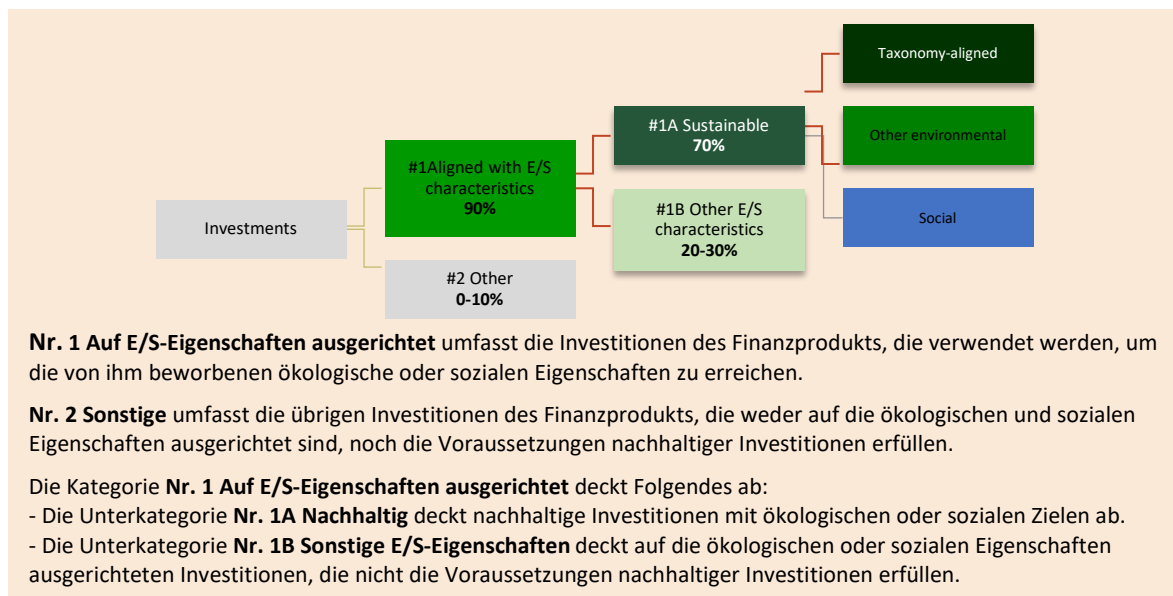 Taxonomy-aligned
#1A Sustainable
70%
Other environmental
#1Aligned with E/S
characteristics
90%
Investments
#1B Other E/S
characteristics
20-30%
Social
#2 Other
0-10%
Nr. 1 Auf E/S-Eigenschaften ausgerichtet umfasst die Investitionen des Finanzprodukts, die verwendet werden, um
die von ihm beworbenen ökologische oder sozialen Eigenschaften zu erreichen.
Nr. 2 Sonstige umfasst die übrigen Investitionen des Finanzprodukts, die weder auf die ökologischen und sozialen
Eigenschaften ausgerichtet sind, noch die Voraussetzungen nachhaltiger Investitionen erfüllen.
Die Kategorie Nr. 1 Auf E/S-Eigenschaften ausgerichtet deckt Folgendes ab:
- Die Unterkategorie Nr. 1A Nachhaltig deckt nachhaltige Investitionen mit ökologischen oder sozialen Zielen ab.
- Die Unterkategorie Nr. 1B Sonstige E/S-Eigenschaften deckt auf die ökologischen oder sozialen Eigenschaften
ausgerichteten Investitionen, die nicht die Voraussetzungen nachhaltiger Investitionen erfüllen.